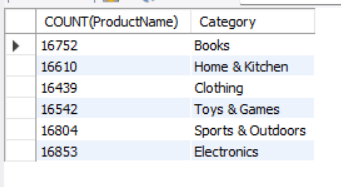 COUNT(ProductName) Category
16752 Books
16610 Home & Kitchen
16439 Clothing
16542 Toys & Games
16804 Sports & Outdoors
16853 Electronics